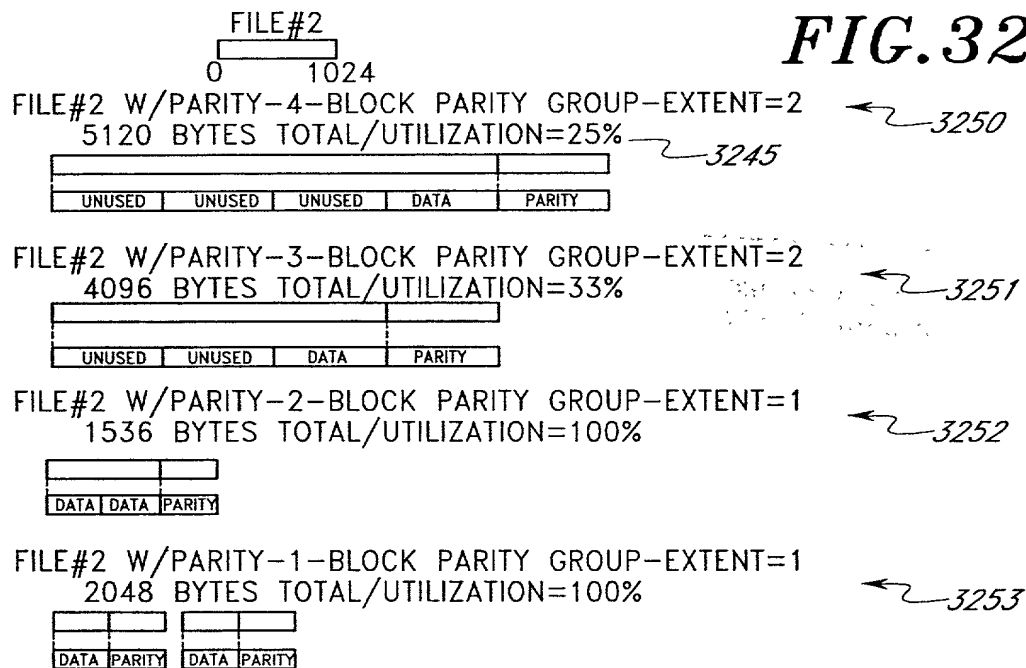 FILE#2
FIG.32
0 1024
FILE#2 W/PARITY-4-BLOCK PARITY GROUP-EXTENT=2
3250
5120 BYTES TOTAL/UTILIZATION=25%
3245
UNUSED UNUSED UNUSED DATA PARITY
FILE#2 W/PARITY-3-BLOCK PARITY GROUP-EXTENT=2
4096 BYTES TOTAL/UTILIZATION=33%
3251
UNUSED UNUSED DATA PARITY
FILE#2 W/PARITY-2-BLOCK PARITY GROUP-EXTENT=1
1536 BYTES TOTAL/UTILIZATION=100%
3252
DATA DATA PARITY
FILE#2 W/PARITY-1-BLOCK PARITY GROUP-EXTENT=1
2048 BYTES TOTAL/UTILIZATION=100%
3253
DATA PARITY DATA PARITY